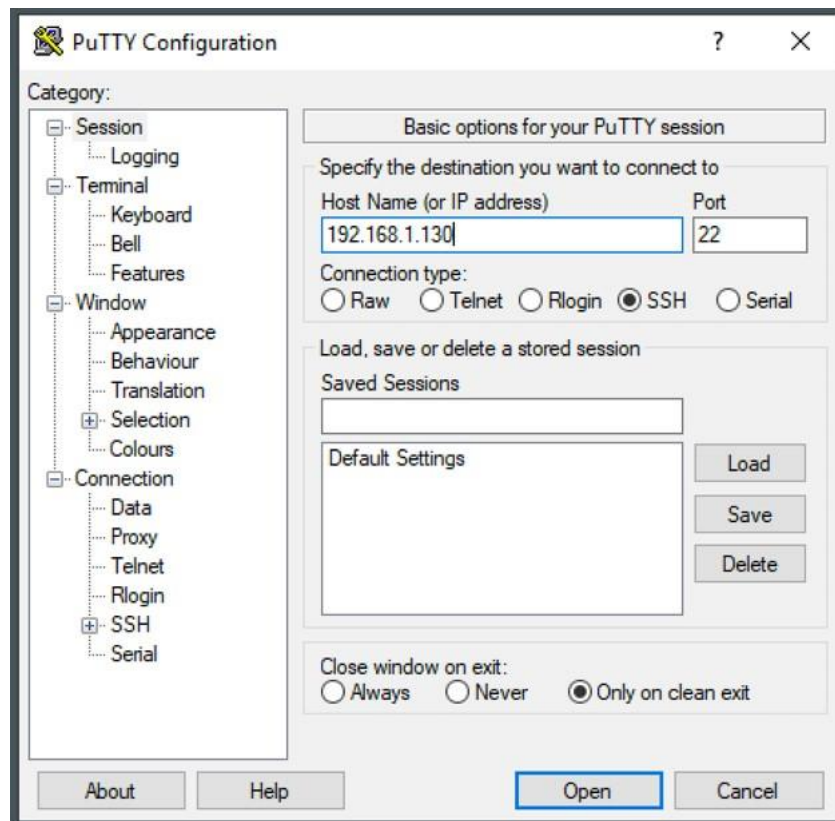 PuTTY Configuration
?
Category:
Session
Logging
Terminal
Keyboard
Bell
Features
Window
Appearance
Behaviour
Translation
Selection
Colours
Connection
Data
Proxy
Telnet
Rlogin
SSH
Serial
Basic options for your PuTTY session
Specify the destination you want to connect to
Host Name (or IP address) Port
192.168.1.130 22
Connection type:
Raw Telnet Rlogin SSH Serial
Load, save or delete a stored session
Saved Sessions
Default Settings
Load
Save
Delete
Close window on exit:
Always Never Only on clean exit
About Help Open Cancel